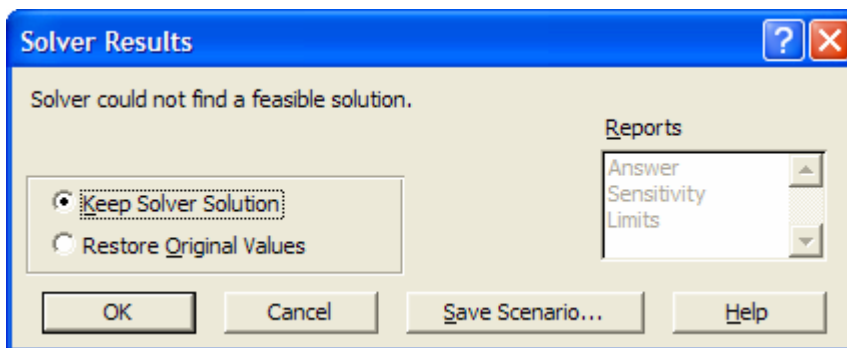 Solver Results
Solver could not find a feasible solution.
Reports
Answer
Sensitivity
Limits
Keep Solver Solution
Restore Original Values
OK Cancel Save Scenario... Help